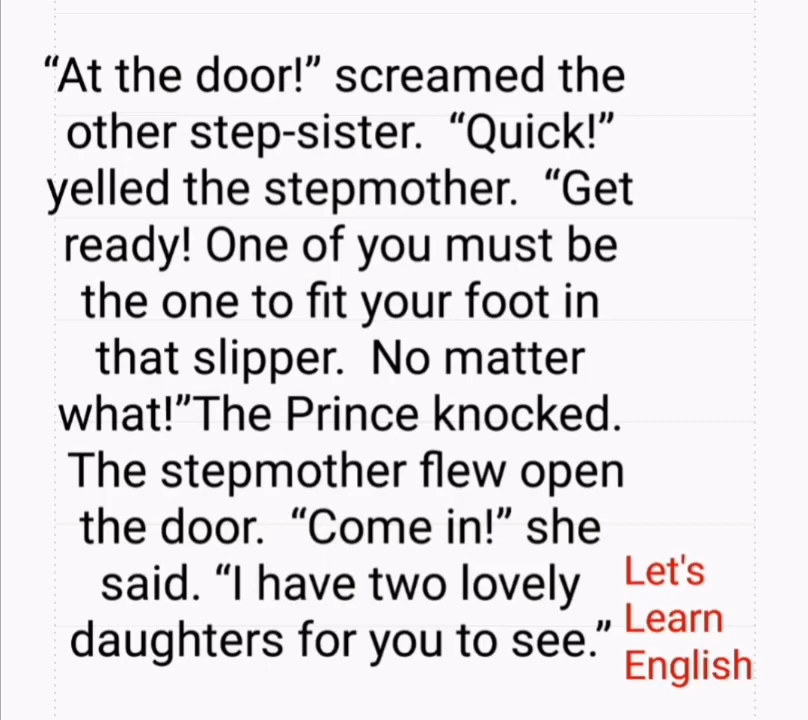 “At the door!” screamed the
other step-sister.  “Quick!”
yelled the stepmother.  “Get
ready! One of you must be
the one to fit your foot in
that slipper.  No matter
what!”The Prince knocked.
The stepmother flew open
the door.  “Come in!” she
said. “I have two lovely
daughters for you to see.”
Let's
Learn
English